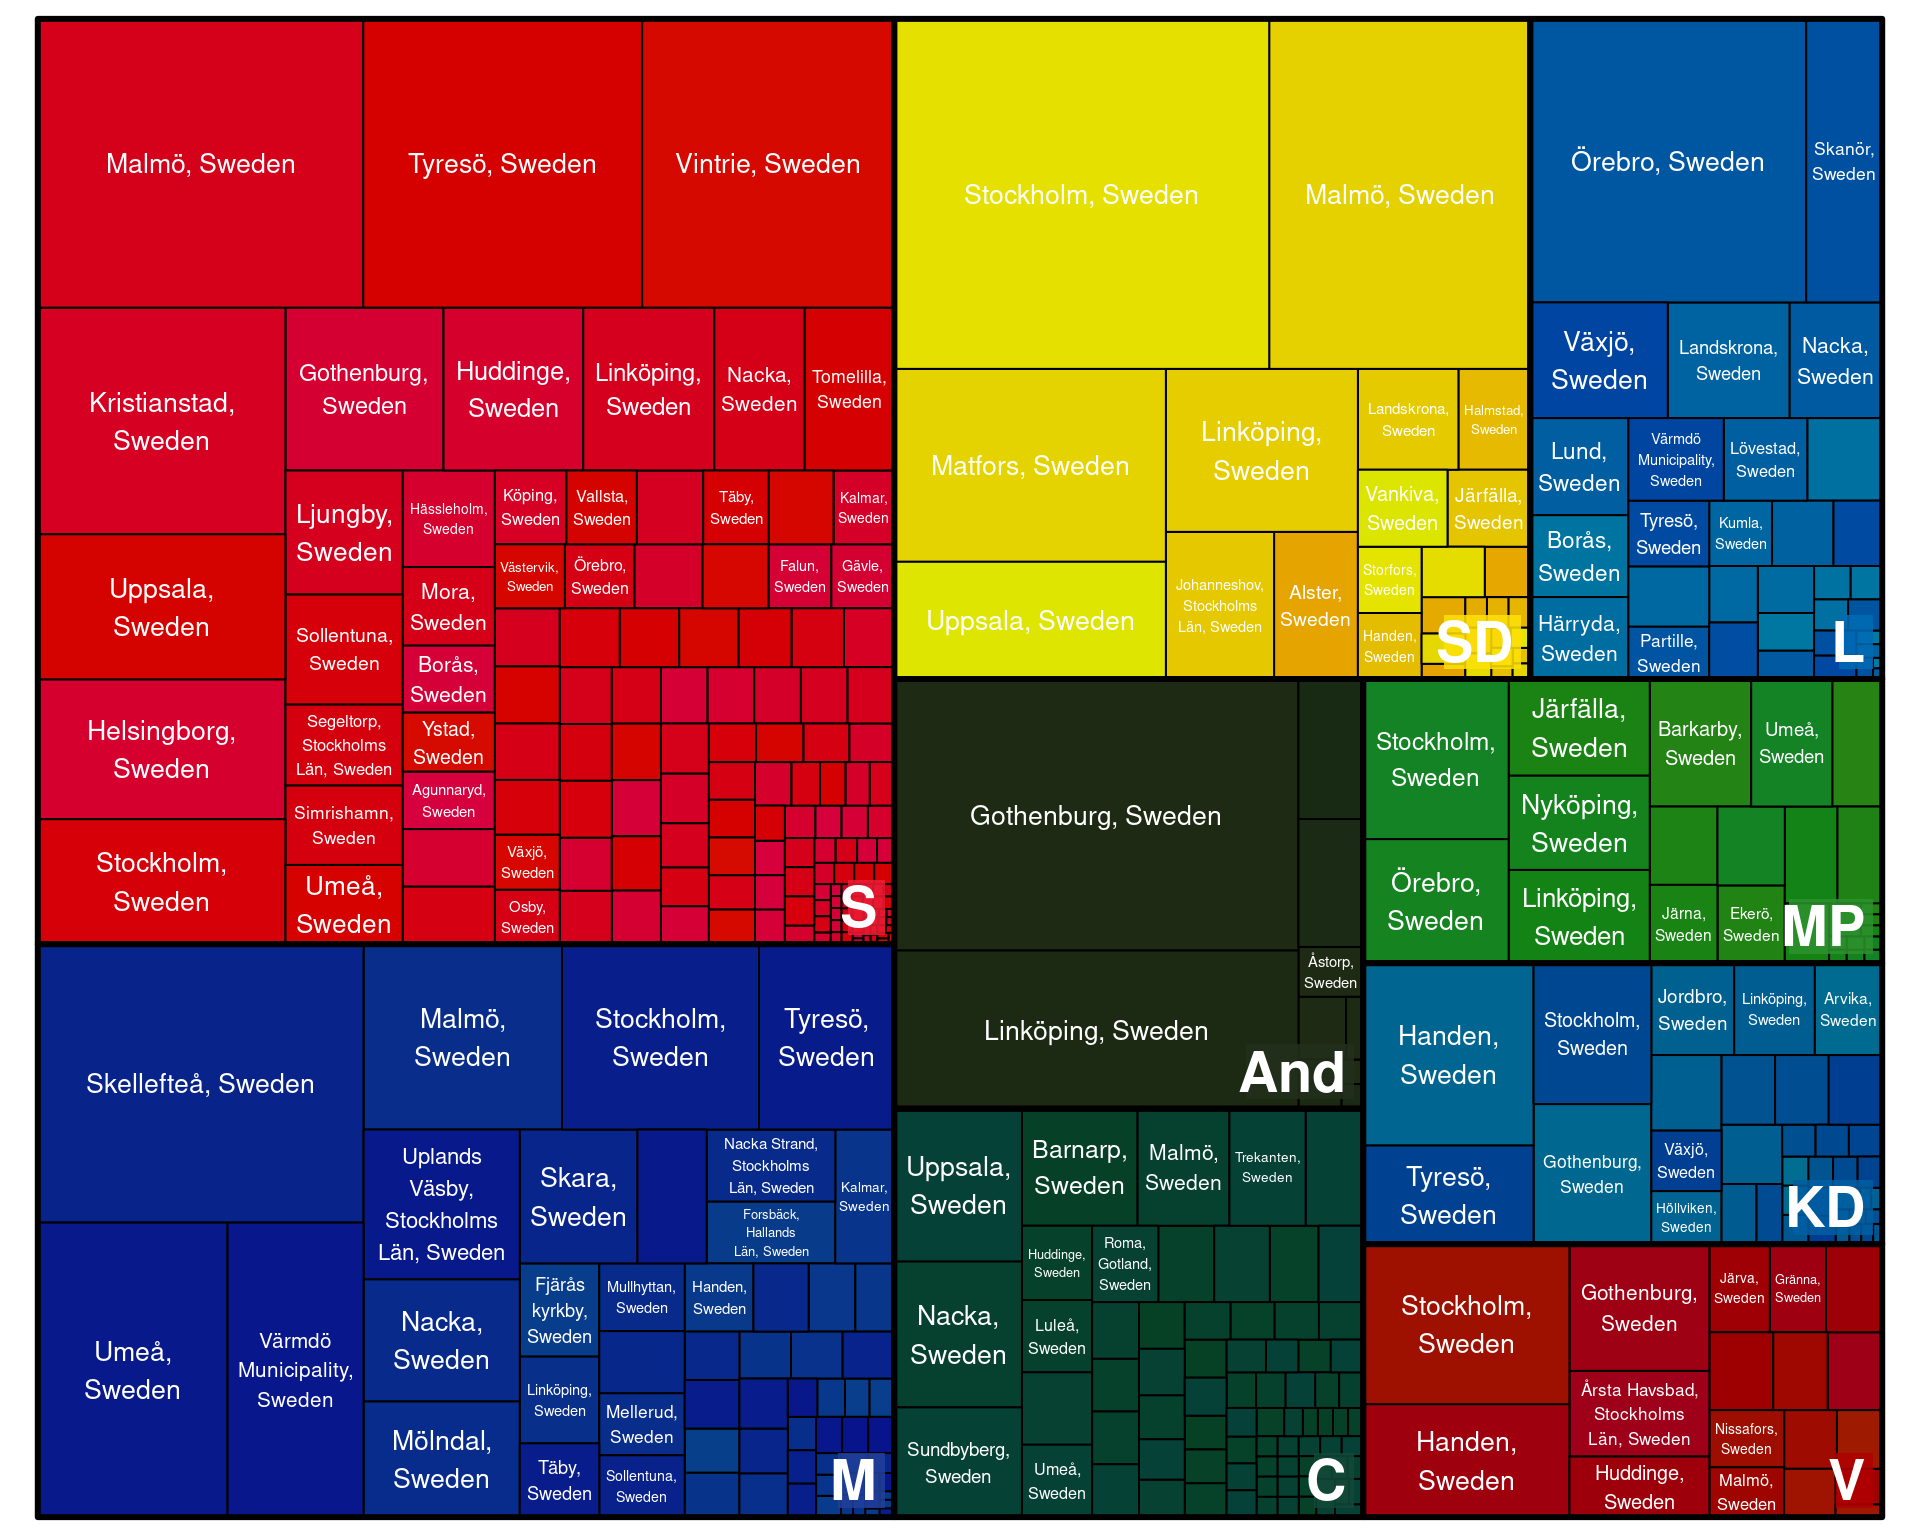 Malmö, Sweden
Tyresö, Sweden
Vintrie, Sweden
Kristianstad,
Sweden
Gothenburg,
Sweden
Huddinge,
Sweden
Linköping,
Sweden
Nacka,
Sweden
Tomelilla,
Sweden
Uppsala,
Sweden
Helsingborg,
Sweden
Stockholm,
Sweden
Ljungby,
Sweden
Sollentuna,
Sweden
Segeltorp,
Stockholms
Län, Sweden
Simrishamn,
Sweden
Umeå,
Sweden
Hässleholm,
Sweden
Mora,
Sweden
Borås,
Sweden
Ystad,
Sweden
Agunnaryd,
Sweden
Köping,
Sweden
Vallsta,
Sweden
Täby,
Sweden
Kalmar,
Sweden
Västervik,
Sweden
Örebro,
Sweden
Falun,
Sweden
Gävle,
Sweden
Växjö,
Sweden
Osby,
Sweden
S
Stockholm, Sweden
Malmö, Sweden
Matfors, Sweden
Uppsala, Sweden
Linköping,
Sweden
Johanneshov,
Stockholms
Län, Sweden
Alster,
Sweden
Landskrona,
Sweden
Halmstad,
Sweden
Vankiva,
Sweden
Järfälla,
Sweden
Storfors,
Sweden
Handen,
Sweden
SD
Örebro, Sweden
Skanör,
Sweden
Växjö,
Sweden
Landskrona,
Sweden
Nacka,
Sweden
Lund,
Sweden
Värmdö
Municipality,
Sweden
Lövestad,
Sweden
Borås,
Sweden
Tyresö,
Sweden
Kumla,
Sweden
Härryda,
Sweden
Partille,
Sweden
L
Skellefteå, Sweden
Umeå,
Sweden
Värmdö
Municipality,
Sweden
Malmö,
Sweden
Stockholm,
Sweden
Tyresö,
Sweden
Uplands
Väsby,
Stockholms
Län, Sweden
Nacka,
Sweden
Mölndal,
Sweden
Skara,
Sweden
Nacka Strand,
Stockholms
Län, Sweden
Forsbäck,
Hallands
Län, Sweden
Kalmar,
Sweden
Fjärås
kyrkby,
Sweden
Linköping,
Sweden
Täby,
Sweden
Mullhyttan,
Sweden
Handen,
Sweden
Mellerud,
Sweden
Sollentuna,
Sweden
M
Gothenburg, Sweden
Linköping, Sweden
Åstorp,
Sweden
And
Uppsala,
Sweden
Nacka,
Sweden
Sundbyberg,
Sweden
Barnarp,
Sweden
Malmö,
Sweden
Trekanten,
Sweden
Huddinge,
Sweden
Roma,
Gotland,
Sweden
Luleå,
Sweden
Umeå,
Sweden
C
Stockholm,
Sweden
Örebro,
Sweden
Järfälla,
Sweden
Nyköping,
Sweden
Linköping,
Sweden
Barkarby,
Sweden
Umeå,
Sweden
Järna,
Sweden
Ekerö,
Sweden
MP
Handen,
Sweden
Tyresö,
Sweden
Stockholm,
Sweden
Gothenburg,
Sweden
Jordbro,
Sweden
Linköping,
Sweden
Arvika,
Sweden
Växjö,
Sweden
Höllviken,
Sweden
KD
Stockholm,
Sweden
Handen,
Sweden
Gothenburg,
Sweden
Årsta Havsbad,
Stockholms
Län, Sweden
Huddinge,
Sweden
Järva,
Sweden
Gränna,
Sweden
Nissafors,
Sweden
Malmö,
Sweden
V